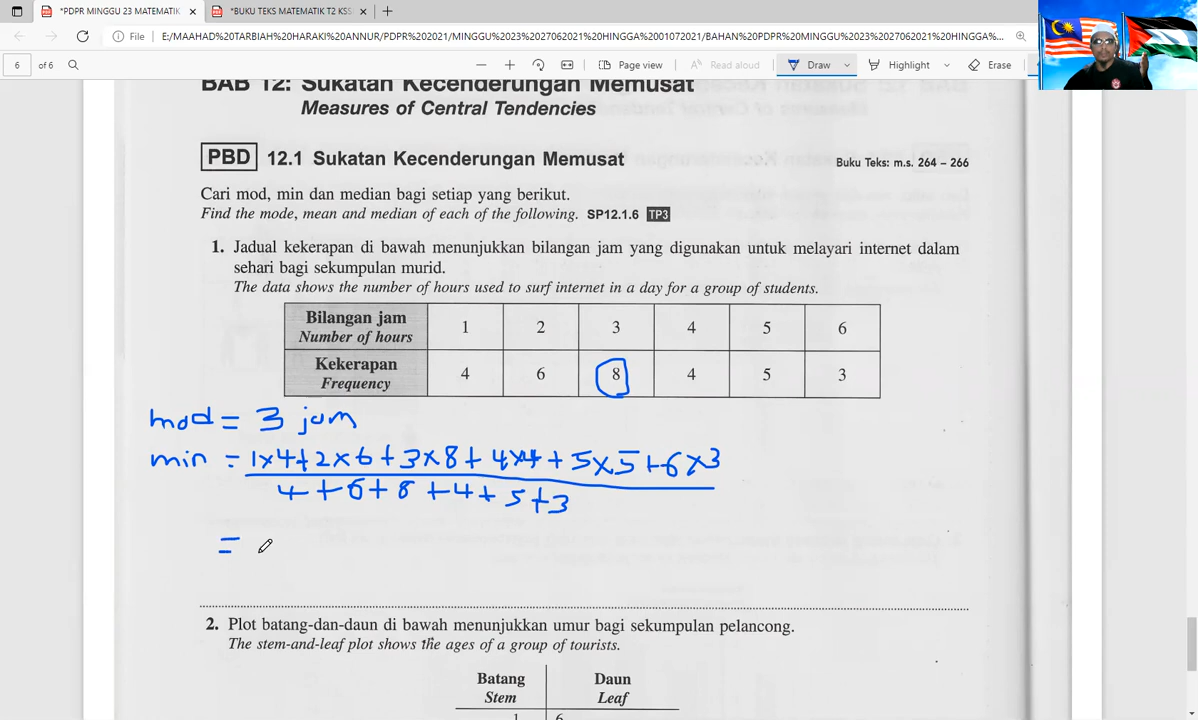 *PDPR MINGGU 23 MATEMATIK
*BUKU TEKS MATEMATIK T2 KSS
File
E:/MAAHAD%20TARBIAH%20HARAKI%20ANNUR/PDPR%202021/MINGGU%2023%2027062021%20HINGGA%2001072021/BAHAN%20PDPR%20MINGGU%2023%2027062021%20HINGGA%...
6 of 6
Page view
Read aloud
Draw
Highlight
Erase
BAB 12: Sukatan Kecenderungan Memusat
Measures of Central Tendencies
PBD 12.1 Sukatan Kecenderungan Memusat
Buku Teks: m.s. 264 – 266
Cari mod, min dan median bagi setiap yang berikut.
Find the mode, mean and median of each of the following. SP12.1.6 TP3
1. Jadual kekerapan di bawah menunjukkan bilangan jam yang digunakan untuk melayari internet dalam
sehari bagi sekumpulan murid.
The data shows the number of hours used to surf internet in a day for a group of students.
Bilangan jam
Number of hours
1 2 3 4 5 6
Kekerapan
Frequency
4 6 8 4 5 3
mod = 3 jam
min = 1×4+2×6+3×8+4×4+5×5+6×3
4+6+8+4+5+3
=
2. Plot batang-dan-daun di bawah menunjukkan umur bagi sekumpulan pelancong.
The stem-and-leaf plot shows the ages of a group of tourists.
Batang Daun
Stem Leaf
1 6